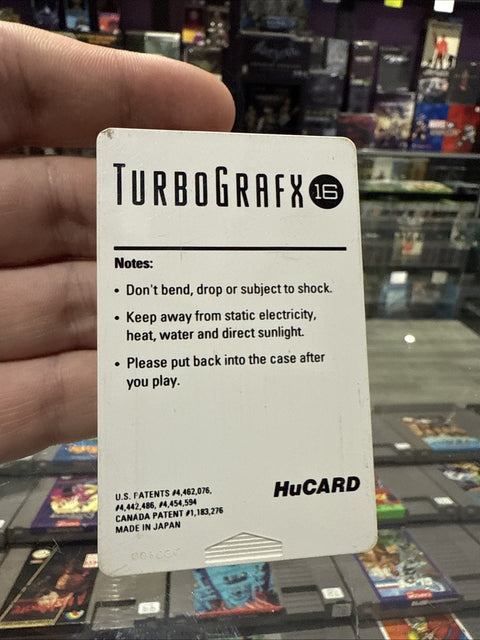 TURBOGRAFX 16
Notes:
• Don't bend, drop or subject to shock.
• Keep away from static electricity,
heat, water and direct sunlight.
• Please put back into the case after
you play.
U.S. PATENTS #4,462,076,
#4,442,486, #4,454,594
CANADA PATENT #1,183,276
MADE IN JAPAN
HuCARD